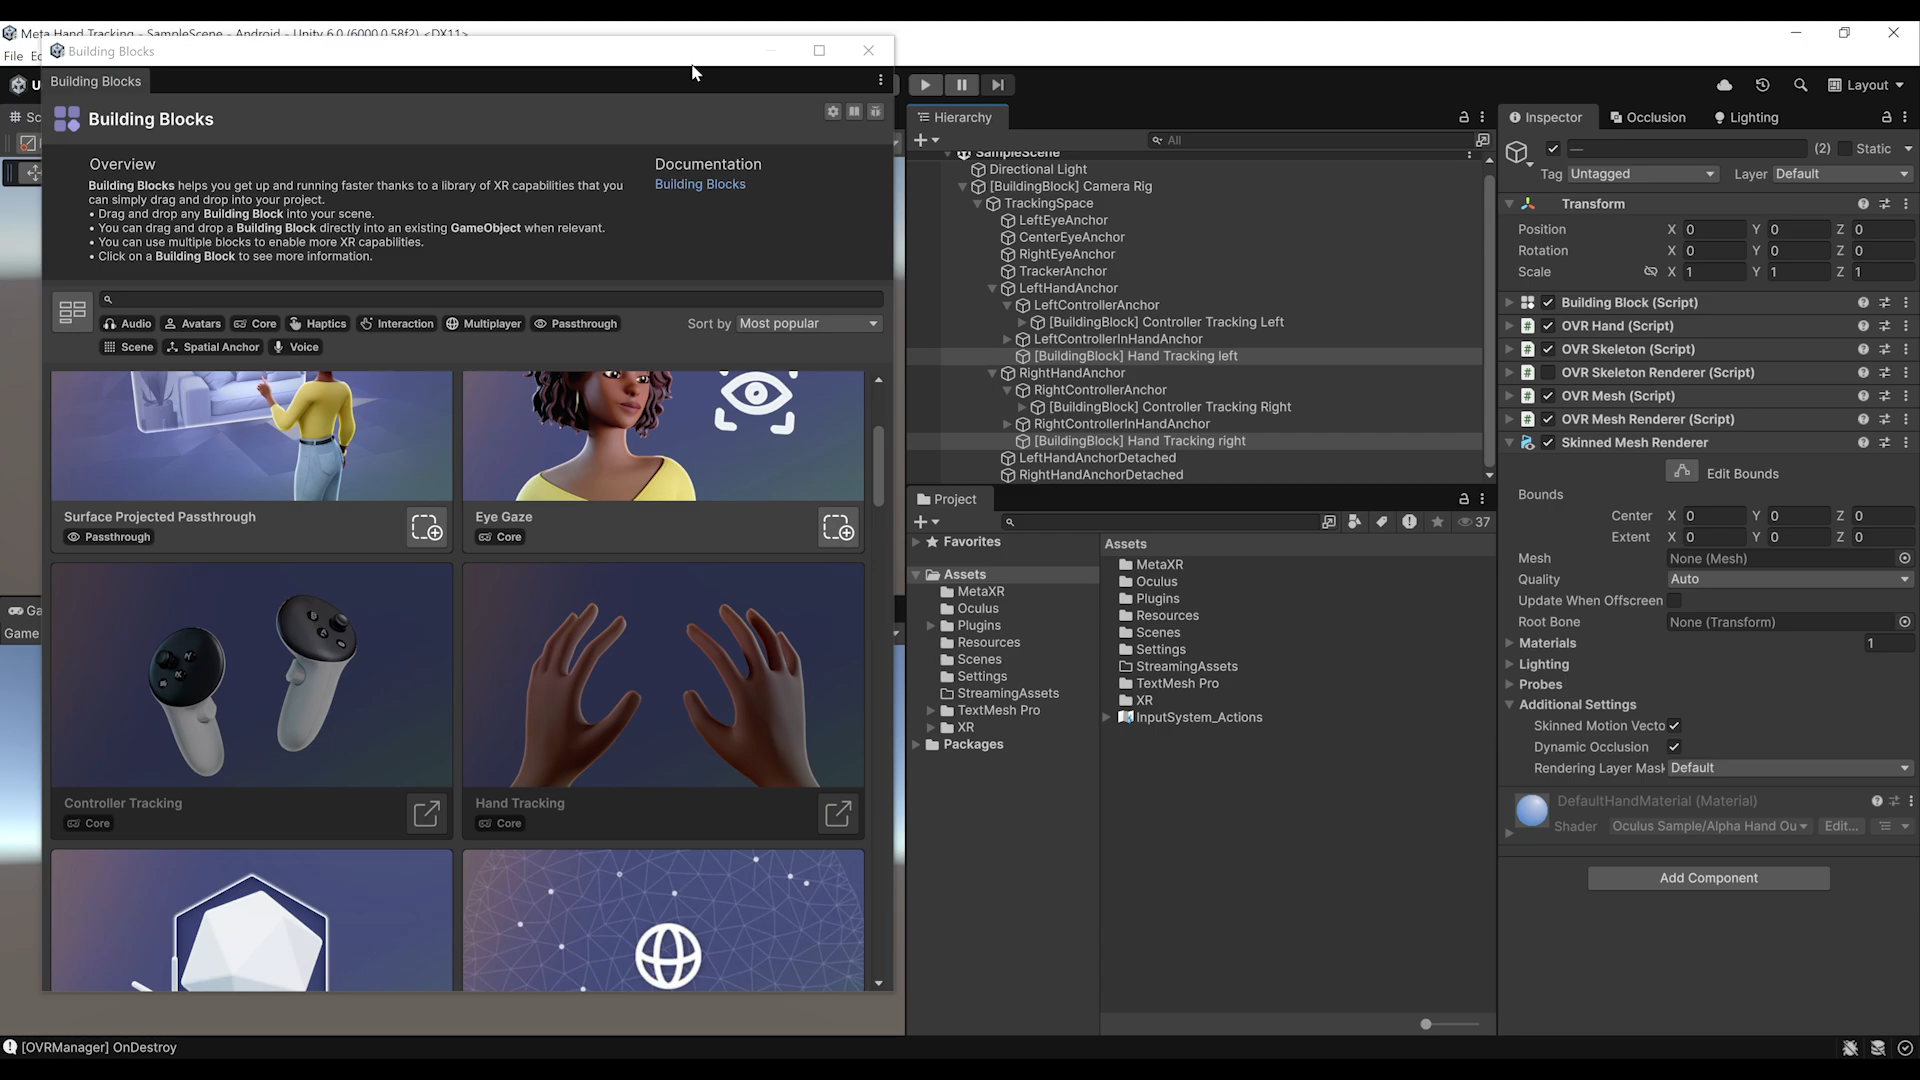 Meta Hand Tracking - SampleScene - Android - Unity 6.0 (6000.0.58f2) <DX11>
File
Building Blocks
Building Blocks
Building Blocks
Overview
Building Blocks helps you get up and running faster thanks to a library of XR capabilities that you
can simply drag and drop into your project.
• Drag and drop any Building Block into your scene.
• You can drag and drop a Building Block directly into an existing GameObject when relevant.
• You can use multiple blocks to enable more XR capabilities.
• Click on a Building Block to see more information.
Documentation
Building Blocks
Audio Avatars Core Haptics Interaction Multiplayer Passthrough
Sort by Most popular
Scene Spatial Anchor Voice
Surface Projected Passthrough
Passthrough
Eye Gaze
Core
Controller Tracking
Core
Hand Tracking
Core
Game
Layout
Hierarchy
All
SampleScene
Directional Light
[BuildingBlock] Camera Rig
TrackingSpace
LeftEyeAnchor
CenterEyeAnchor
RightEyeAnchor
TrackerAnchor
LeftHandAnchor
LeftControllerAnchor
[BuildingBlock] Controller Tracking Left
LeftControllerInHandAnchor
[BuildingBlock] Hand Tracking left
RightHandAnchor
RightControllerAnchor
[BuildingBlock] Controller Tracking Right
RightControllerInHandAnchor
[BuildingBlock] Hand Tracking right
LeftHandAnchorDetached
RightHandAnchorDetached
Project
37
Favorites
Assets
MetaXR
Oculus
Plugins
Resources
Scenes
Settings
StreamingAssets
TextMesh Pro
XR
Packages
Assets
MetaXR
Oculus
Plugins
Resources
Scenes
Settings
StreamingAssets
TextMesh Pro
XR
InputSystem_Actions
Inspector Occlusion Lighting
— (2) Static
Tag Untagged Layer Default
Transform
Position X 0 Y 0 Z 0
Rotation X 0 Y 0 Z 0
Scale X 1 Y 1 Z 1
Building Block (Script)
OVR Hand (Script)
OVR Skeleton (Script)
OVR Skeleton Renderer (Script)
OVR Mesh (Script)
OVR Mesh Renderer (Script)
Skinned Mesh Renderer
Edit Bounds
Bounds
Center X 0 Y 0 Z 0
Extent X 0 Y 0 Z 0
Mesh None (Mesh)
Quality Auto
Update When Offscreen
Root Bone None (Transform)
Materials 1
Lighting
Probes
Additional Settings
Skinned Motion Vecto
Dynamic Occlusion
Rendering Layer Mask Default
DefaultHandMaterial (Material)
Shader Oculus Sample/Alpha Hand Ou Edit...
Add Component
[OVRManager] OnDestroy